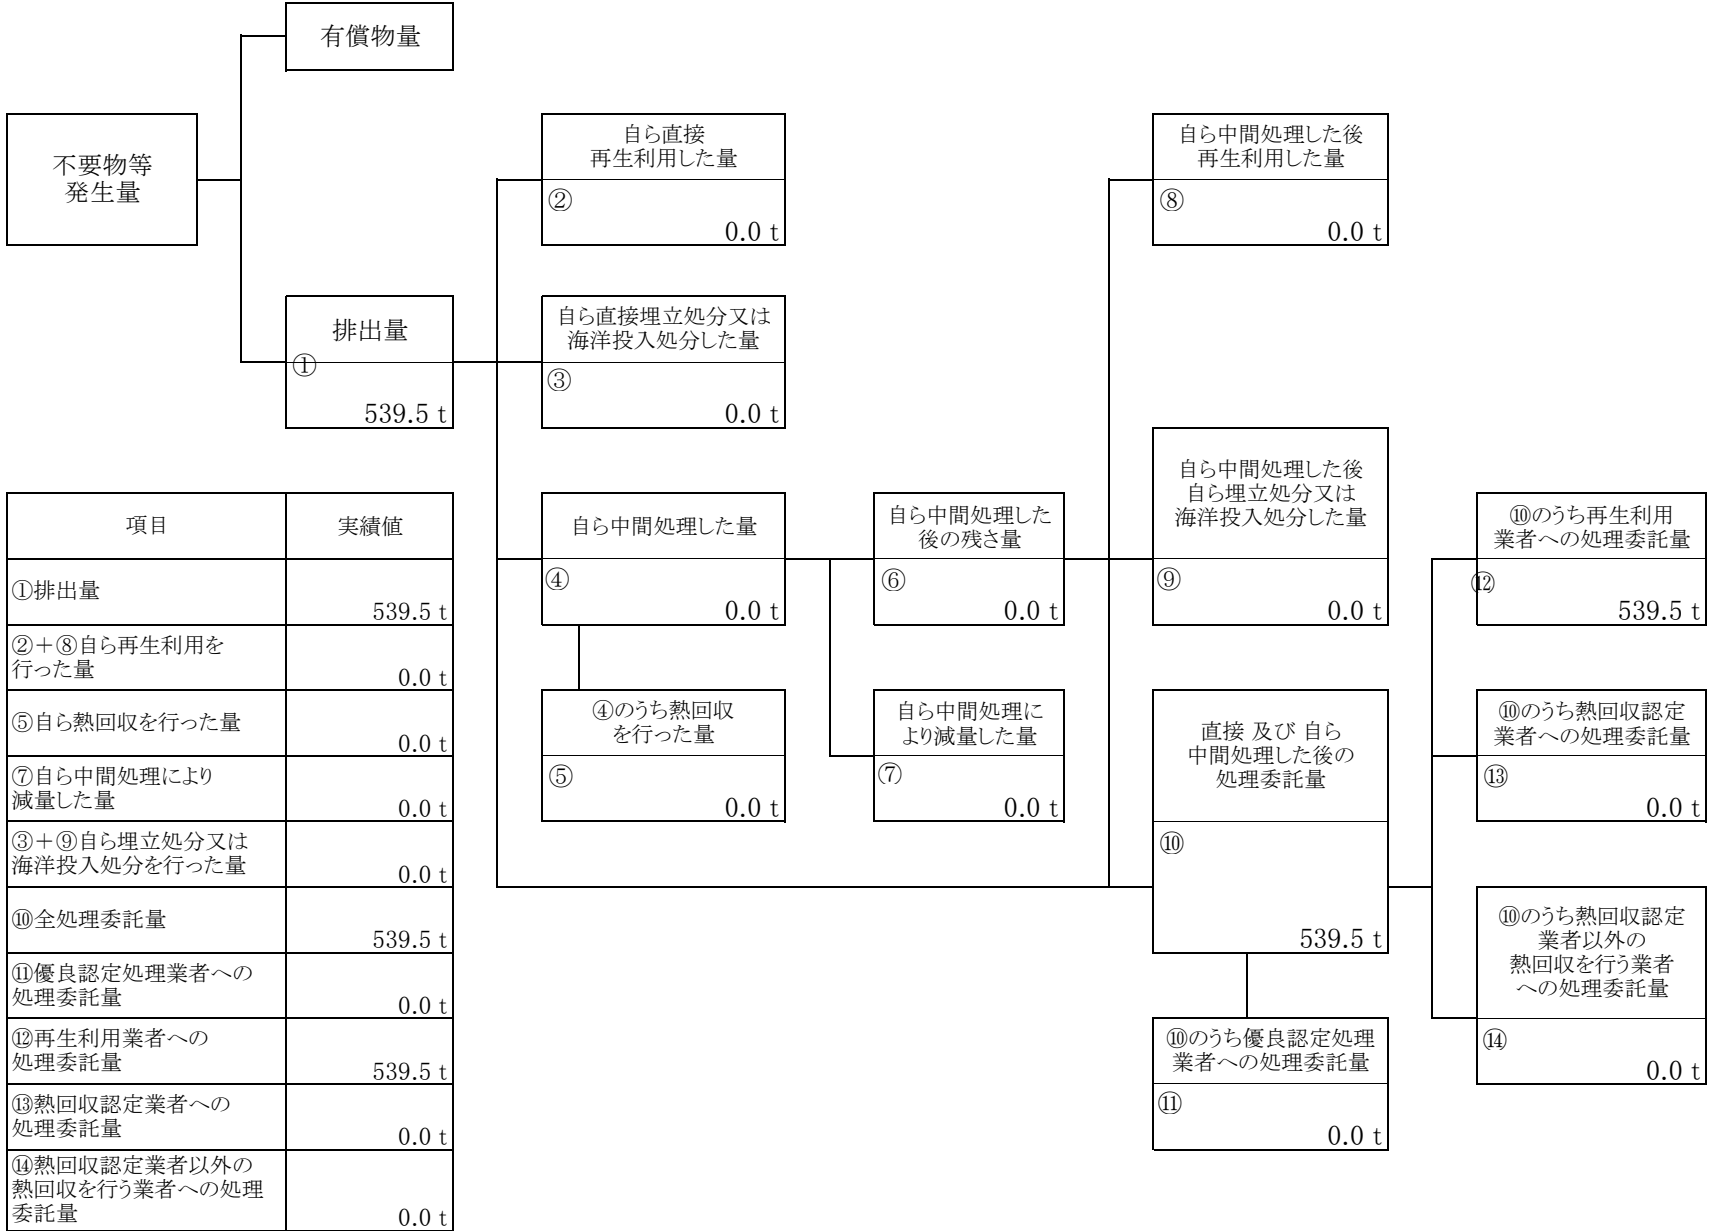 有償物量
不要物等
発生量
自ら直接
再生利用した量
②
0.0 t
自ら中間処理した後
再生利用した量
⑧
0.0 t
排出量
①
539.5 t
自ら直接埋立処分又は
海洋投入処分した量
③
0.0 t
自ら中間処理した量
④
0.0 t
自ら中間処理した
後の残さ量
⑥
0.0 t
自ら中間処理した後
自ら埋立処分又は
海洋投入処分した量
⑨
0.0 t
⑩のうち再生利用
業者への処理委託量
⑫
539.5 t
④のうち熱回収
を行った量
⑤
0.0 t
自ら中間処理に
より減量した量
⑦
0.0 t
直接 及び 自ら
中間処理した後の
処理委託量
⑩
539.5 t
⑩のうち熱回収認定
業者への処理委託量
⑬
0.0 t
⑩のうち熱回収認定
業者以外の
熱回収を行う業者
への処理委託量
⑭
0.0 t
⑩のうち優良認定処理
業者への処理委託量
⑪
0.0 t
項目 実績値
①排出量
539.5 t
②＋⑧自ら再生利用を
行った量
0.0 t
⑤自ら熱回収を行った量
0.0 t
⑦自ら中間処理により
減量した量
0.0 t
③＋⑨自ら埋立処分又は
海洋投入処分を行った量
0.0 t
⑩全処理委託量
539.5 t
⑪優良認定処理業者への
処理委託量
0.0 t
⑫再生利用業者への
処理委託量
539.5 t
⑬熱回収認定業者への
処理委託量
0.0 t
⑭熱回収認定業者以外の
熱回収を行う業者への処理
委託量
0.0 t